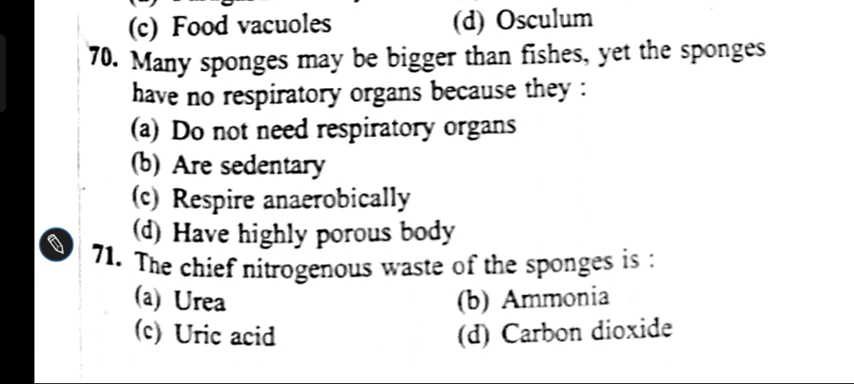 (c) Food vacuoles (d) Osculum
70. Many sponges may be bigger than fishes, yet the sponges
have no respiratory organs because they :
(a) Do not need respiratory organs
(b) Are sedentary
(c) Respire anaerobically
(d) Have highly porous body
71. The chief nitrogenous waste of the sponges is :
(a) Urea (b) Ammonia
(c) Uric acid (d) Carbon dioxide